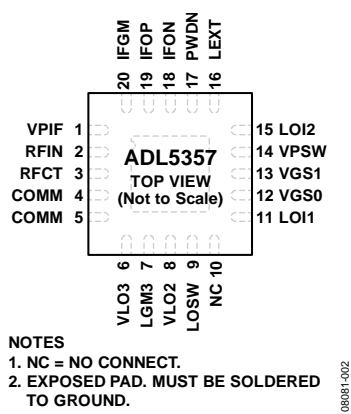 20 IFGM
19 IFOP
18 IFON
17 PWDN
16 LEXT
VPIF 1
RFIN 2
RFCT 3
COMM 4
COMM 5
ADL5357
TOP VIEW
(Not to Scale)
15 LOI2
14 VPSW
13 VGS1
12 VGS0
11 LOI1
VLO3 6
LGM3 7
VLO2 8
LOSW 9
NC 10
NOTES
1. NC = NO CONNECT.
2. EXPOSED PAD. MUST BE SOLDERED
TO GROUND.
08081-002